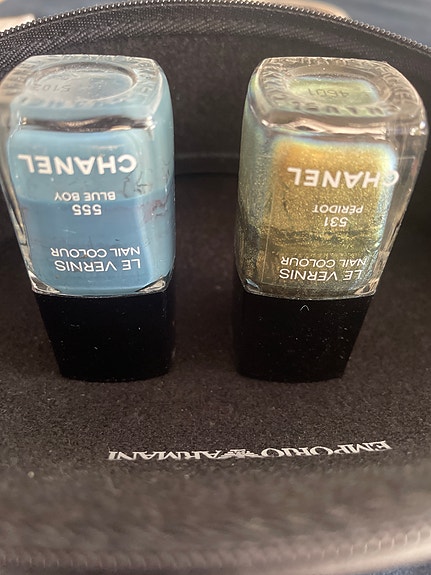 LE VERNIS
NAIL COLOUR
555
BLUE BOY
CHANEL
LE VERNIS
NAIL COLOUR
531
PERIDOT
CHANEL
EMPORIO ARMANI